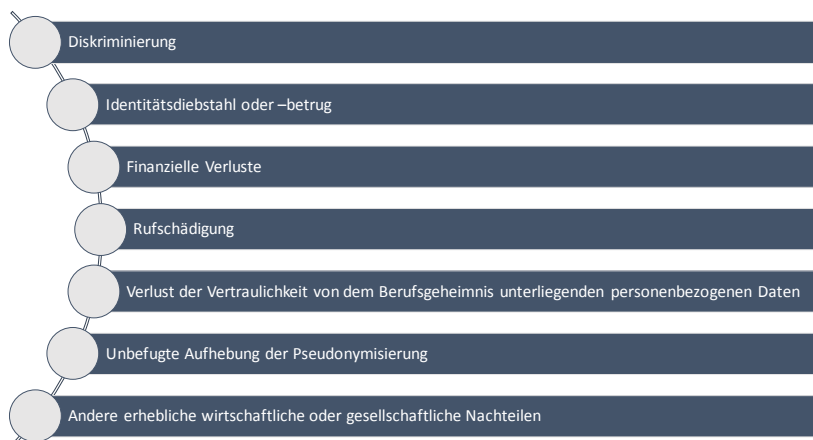 Diskriminierung
Identitätsdiebstahl oder –betrug
Finanzielle Verluste
Rufschädigung
Verlust der Vertraulichkeit von dem Berufsgeheimnis unterliegenden personenbezogenen Daten
Unbefugte Aufhebung der Pseudonymisierung
Andere erhebliche wirtschaftliche oder gesellschaftliche Nachteilen